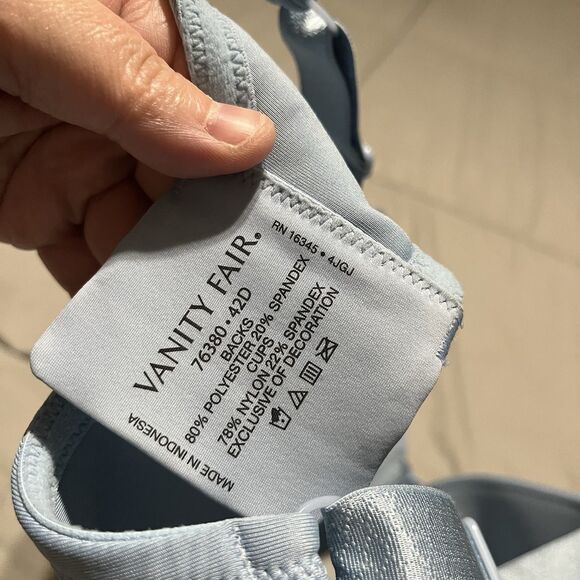 VANITY FAIR®
RN 16345 • 4JGJ
76380 • 42D
BACKS
80% POLYESTER 20% SPANDEX
CUPS
78% NYLON 22% SPANDEX
EXCLUSIVE OF DECORATION
MADE IN INDONESIA